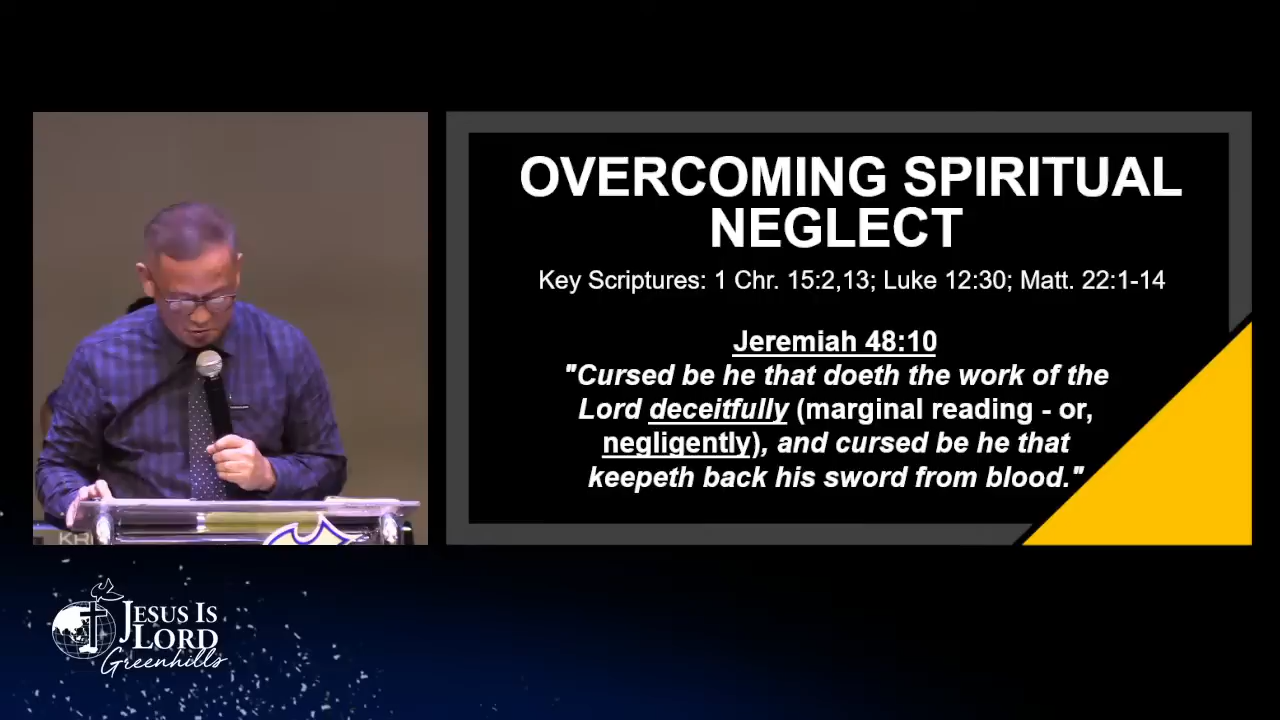 OVERCOMING SPIRITUAL
NEGLECT
Key Scriptures: 1 Chr. 15:2,13; Luke 12:30; Matt. 22:1-14
Jeremiah 48:10
"Cursed be he that doeth the work of the
Lord deceitfully (marginal reading - or,
negligently), and cursed be he that
keepeth back his sword from blood."
KR
JESUS IS
LORD
Greenhills